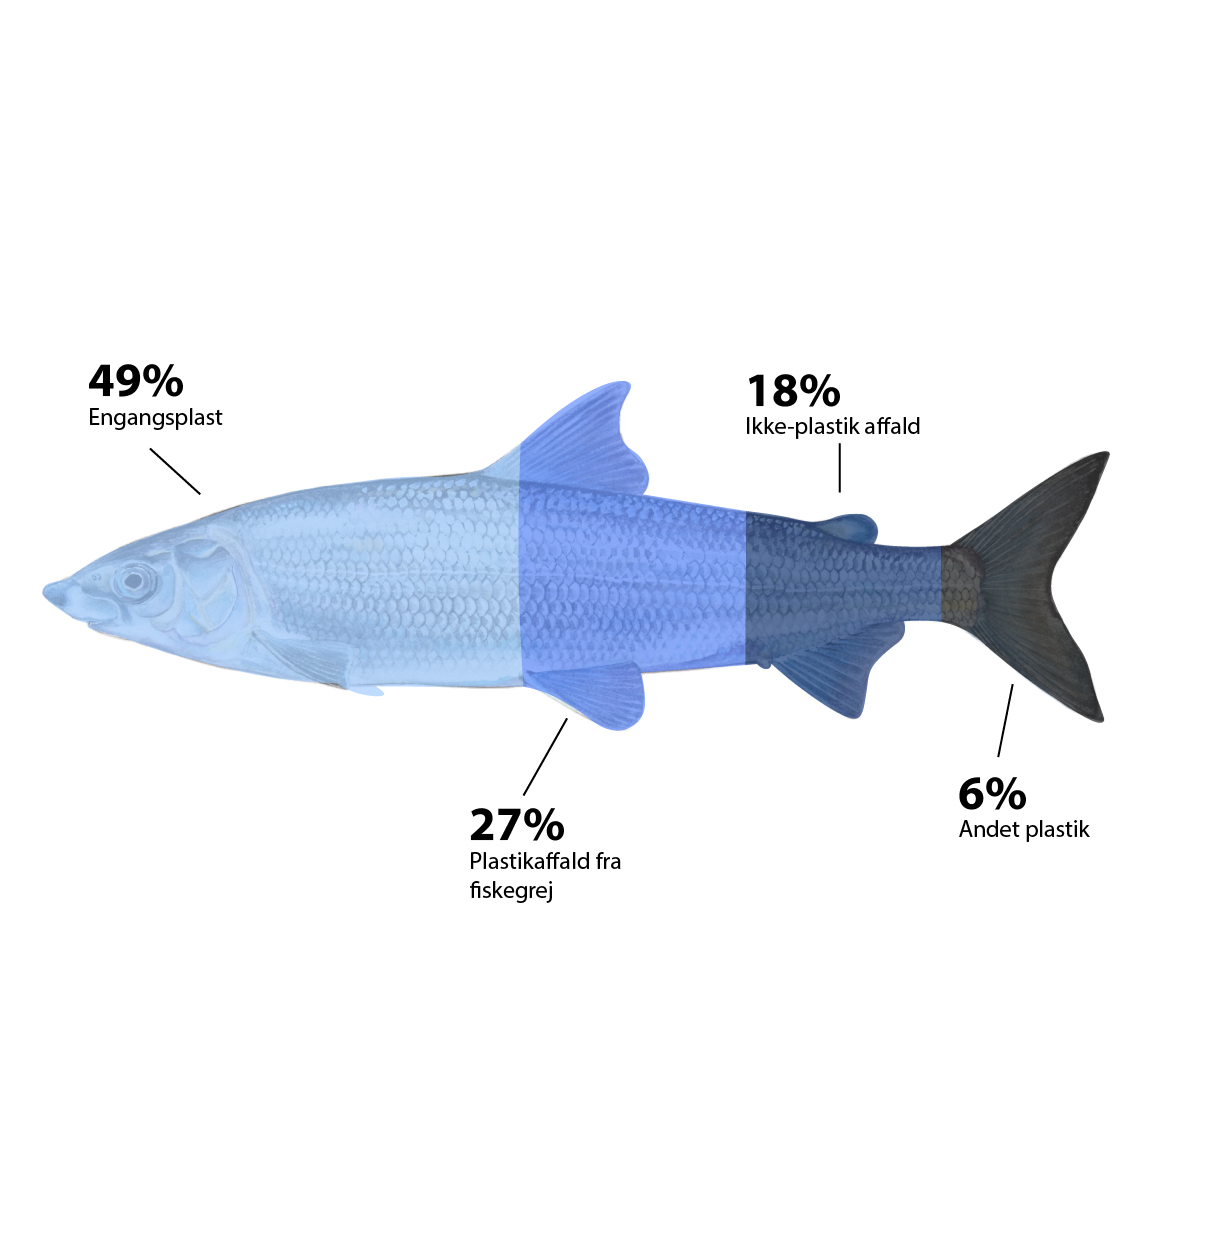 49%
Engangsplast
18%
Ikke-plastik affald
27%
Plastikaffald fra
fiskegrej
6%
Andet plastik